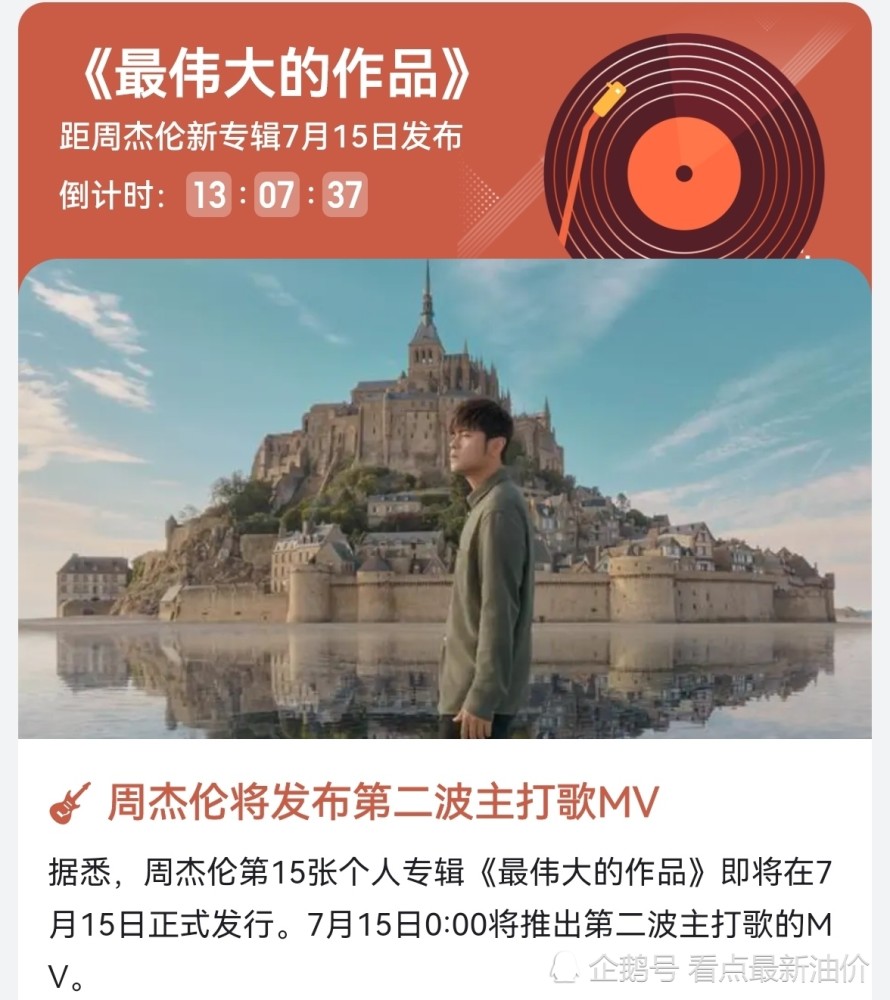 《最伟大的作品》
距周杰伦新专辑7月15日发布
倒计时： 13 : 07 : 37
周杰伦将发布第二波主打歌MV
据悉，周杰伦第15张个人专辑《最伟大的作品》即将在7
月15日正式发行。7月15日0:00将推出第二波主打歌的M
V。
企鹅号 看点最新油价